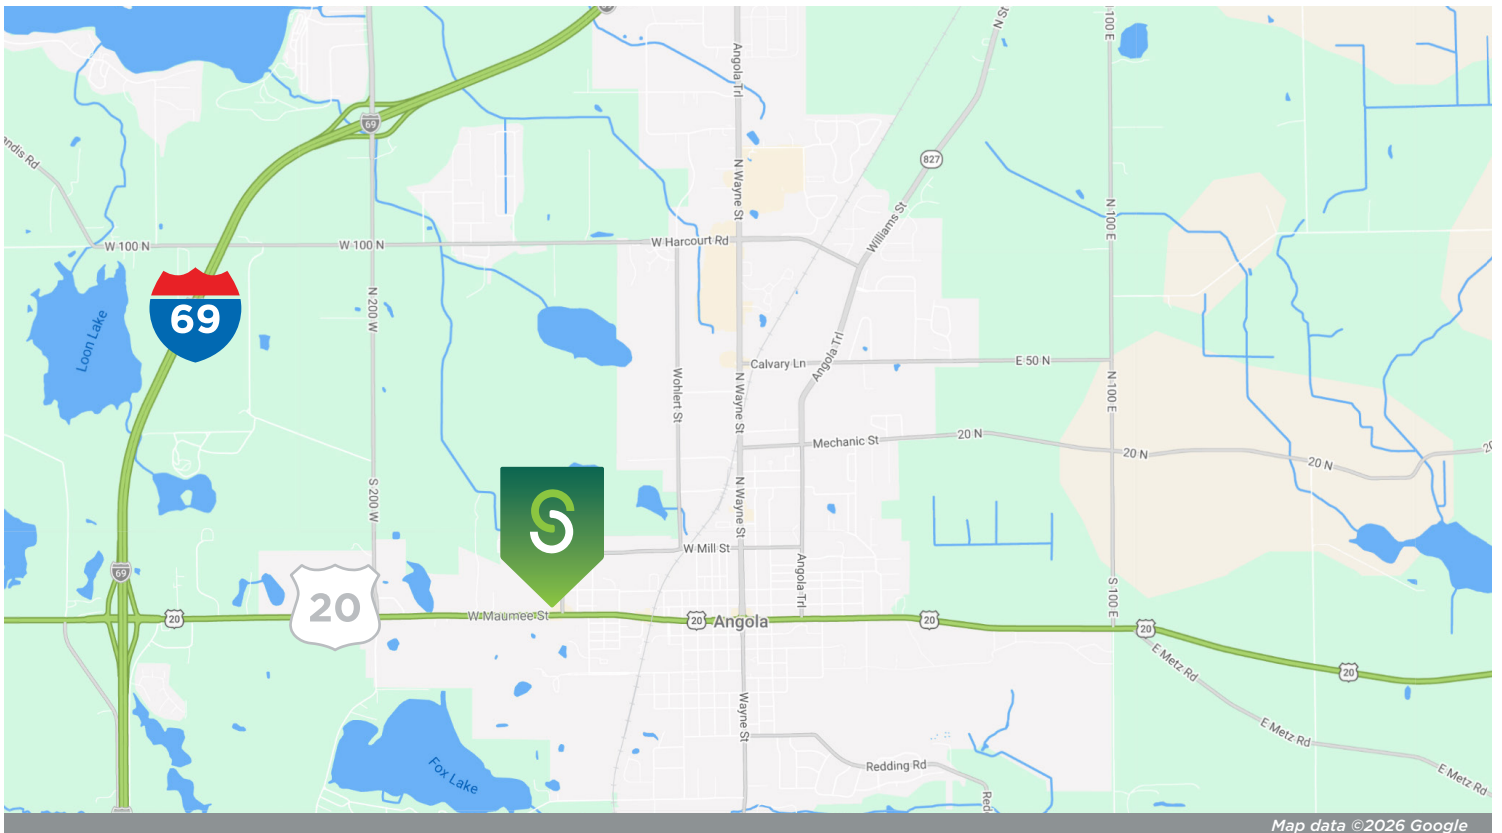 N St
100 E
Angola Trl
69
andis Rd
827
N Wayne St
N 100 E
Williams St
W 100 N
W 100 N
W Harcourt Rd
69
N 200 W
Loon Lake
Angola Trl
Calvary Ln
E 50 N
Wohlert St
N Wayne St
N 100 E
Mechanic St
20 N
20 N
20 N
20
S 200 W
N Wayne St
S
W Mill St
69
Angola Trl
S 100 E
20
20
W Maumee St
20
Angola
20
20
E Metz Rd
20
Wayne St
E Metz Rd
Fox Lake
Redding Rd
E Metz Rd
Red
Map data ©2026 Google